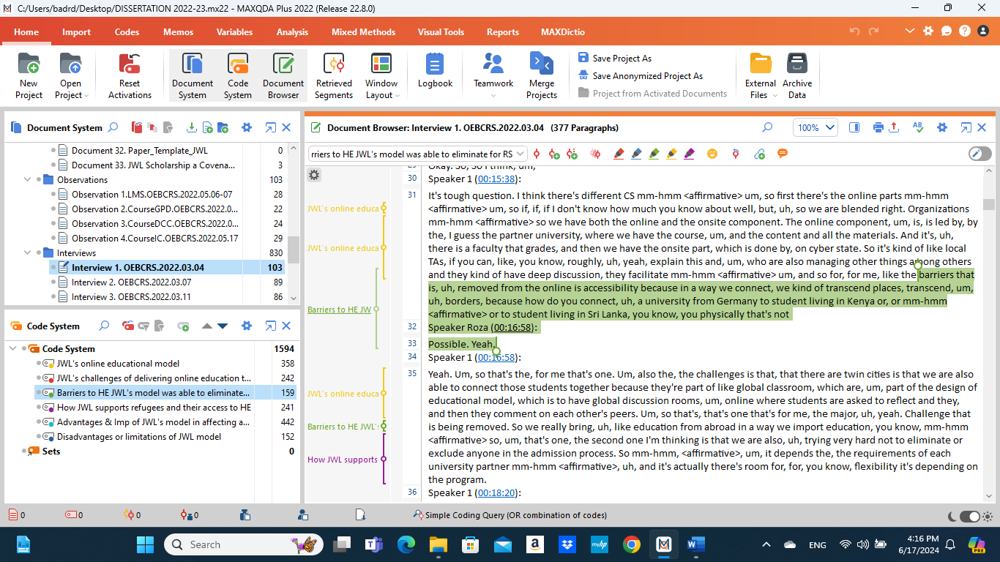 C:/Users/badrd/Desktop/DISSERTATION 2022-23.mx22 - MAXQDA Plus 2022 (Release 22.8.0)
Home Import Codes Memos Variables Analysis Mixed Methods Visual Tools Reports MAXDictio
New Project
Open Project
Reset Activations
Document System
Code System
Document Browser
Retrieved Segments
Window Layout
Logbook
Teamwork
Merge Projects
Save Project As
Save Anonymized Project As
Project from Activated Documents
External Files
Archive Data
Document System
Document 32. Paper_Template_JWL 0
Document 33. JWL Scholarship a Covena... 3
Observations 103
Observation 1.LMS.OEBCRS.2022.05.06-07 28
Observation 2.CourseGPD.OEBCRS.2022.0... 22
Observation 3.CourseDCC.OEBCRS.2022.0... 24
Observation 4.CourseIC.OEBCRS.2022.05.17 29
Interviews 830
Interview 1. OEBCRS.2022.03.04 103
Interview 2. OEBCRS.2022.03.07 89
Interview 3. OEBCRS.2022.03.11 86
Code System
Code System 1594
JWL's online educational model 358
JWL's challenges of delivering online education t... 242
Barriers to HE JWL's model was able to eliminate... 159
How JWL supports refugees and their access to HE 241
Advantages & Imp of JWL's model in affecting a... 442
Disadvantages or limitations of JWL model 152
Sets 0
Document Browser: Interview 1. OEBCRS.2022.03.04 (377 Paragraphs)
100%
rriers to HE JWL's model was able to eliminate for RS
JWL's online educa
JWL's online educa
Barriers to HE JW
JWL's online educa
Barriers to HE JWL's
How JWL supports
29 Okay. So, So I think, um,
30 Speaker 1 (00:15:38):
31 It's tough question. I think there's different CS mm-hmm <affirmative> um, so first there's the online parts mm-hmm
<affirmative> um, so if, if, if I don't know how much you know about well, but, uh, so we are blended right. Organizations
mm-hmm <affirmative> so we have both the online and the onsite component. The online component, um, is, is led by, by
the, I guess the partner university, where we have the course, um, and the content and all the materials. And it's, uh,
there is a faculty that grades, and then we have the onsite part, which is done by, on cyber state. So it's kind of like local
TAs, if you can, like, you know, roughly, uh, yeah, explain this and, um, who are also managing other things among others
and they kind of have deep discussion, they facilitate mm-hmm <affirmative> um, and so for, for me, like the barriers that
is, uh, removed from the online is accessibility because in a way we connect, we kind of transcend places, transcend, um,
uh, borders, because how do you connect, uh, a university from Germany to student living in Kenya or, or mm-hmm
<affirmative> or to student living in Sri Lanka, you know, you physically that's not
32 Speaker Roza (00:16:58):
33 Possible. Yeah.
34 Speaker 1 (00:16:58):
35 Yeah. Um, so that's the, for me that's one. Um, also the, the challenges is that, that there are twin cities is that we are also
able to connect those students together because they're part of like global classroom, which are, um, part of the design of
educational model, which is to have global discussion rooms, um, online where students are asked to reflect and they,
and then they comment on each other's peers. Um, so that's, that's one that's for me, the major, uh, yeah. Challenge that
is being removed. So we really bring, uh, like education from abroad in a way we import education, you know, mm-hmm
<affirmative> so, um, that's one, the second one I'm thinking is that we are also, uh, trying very hard not to eliminate or
exclude anyone in the admission process. So mm-hmm, <affirmative>, um, it depends the, the requirements of each
university partner mm-hmm <affirmative>, uh, and it's actually there's room for, for, you know, flexibility it's depending on
the program.
36 Speaker 1 (00:18:20):
0 0 0 0 Simple Coding Query (OR combination of codes)
Search
ENG
4:16 PM
6/17/2024
PRE